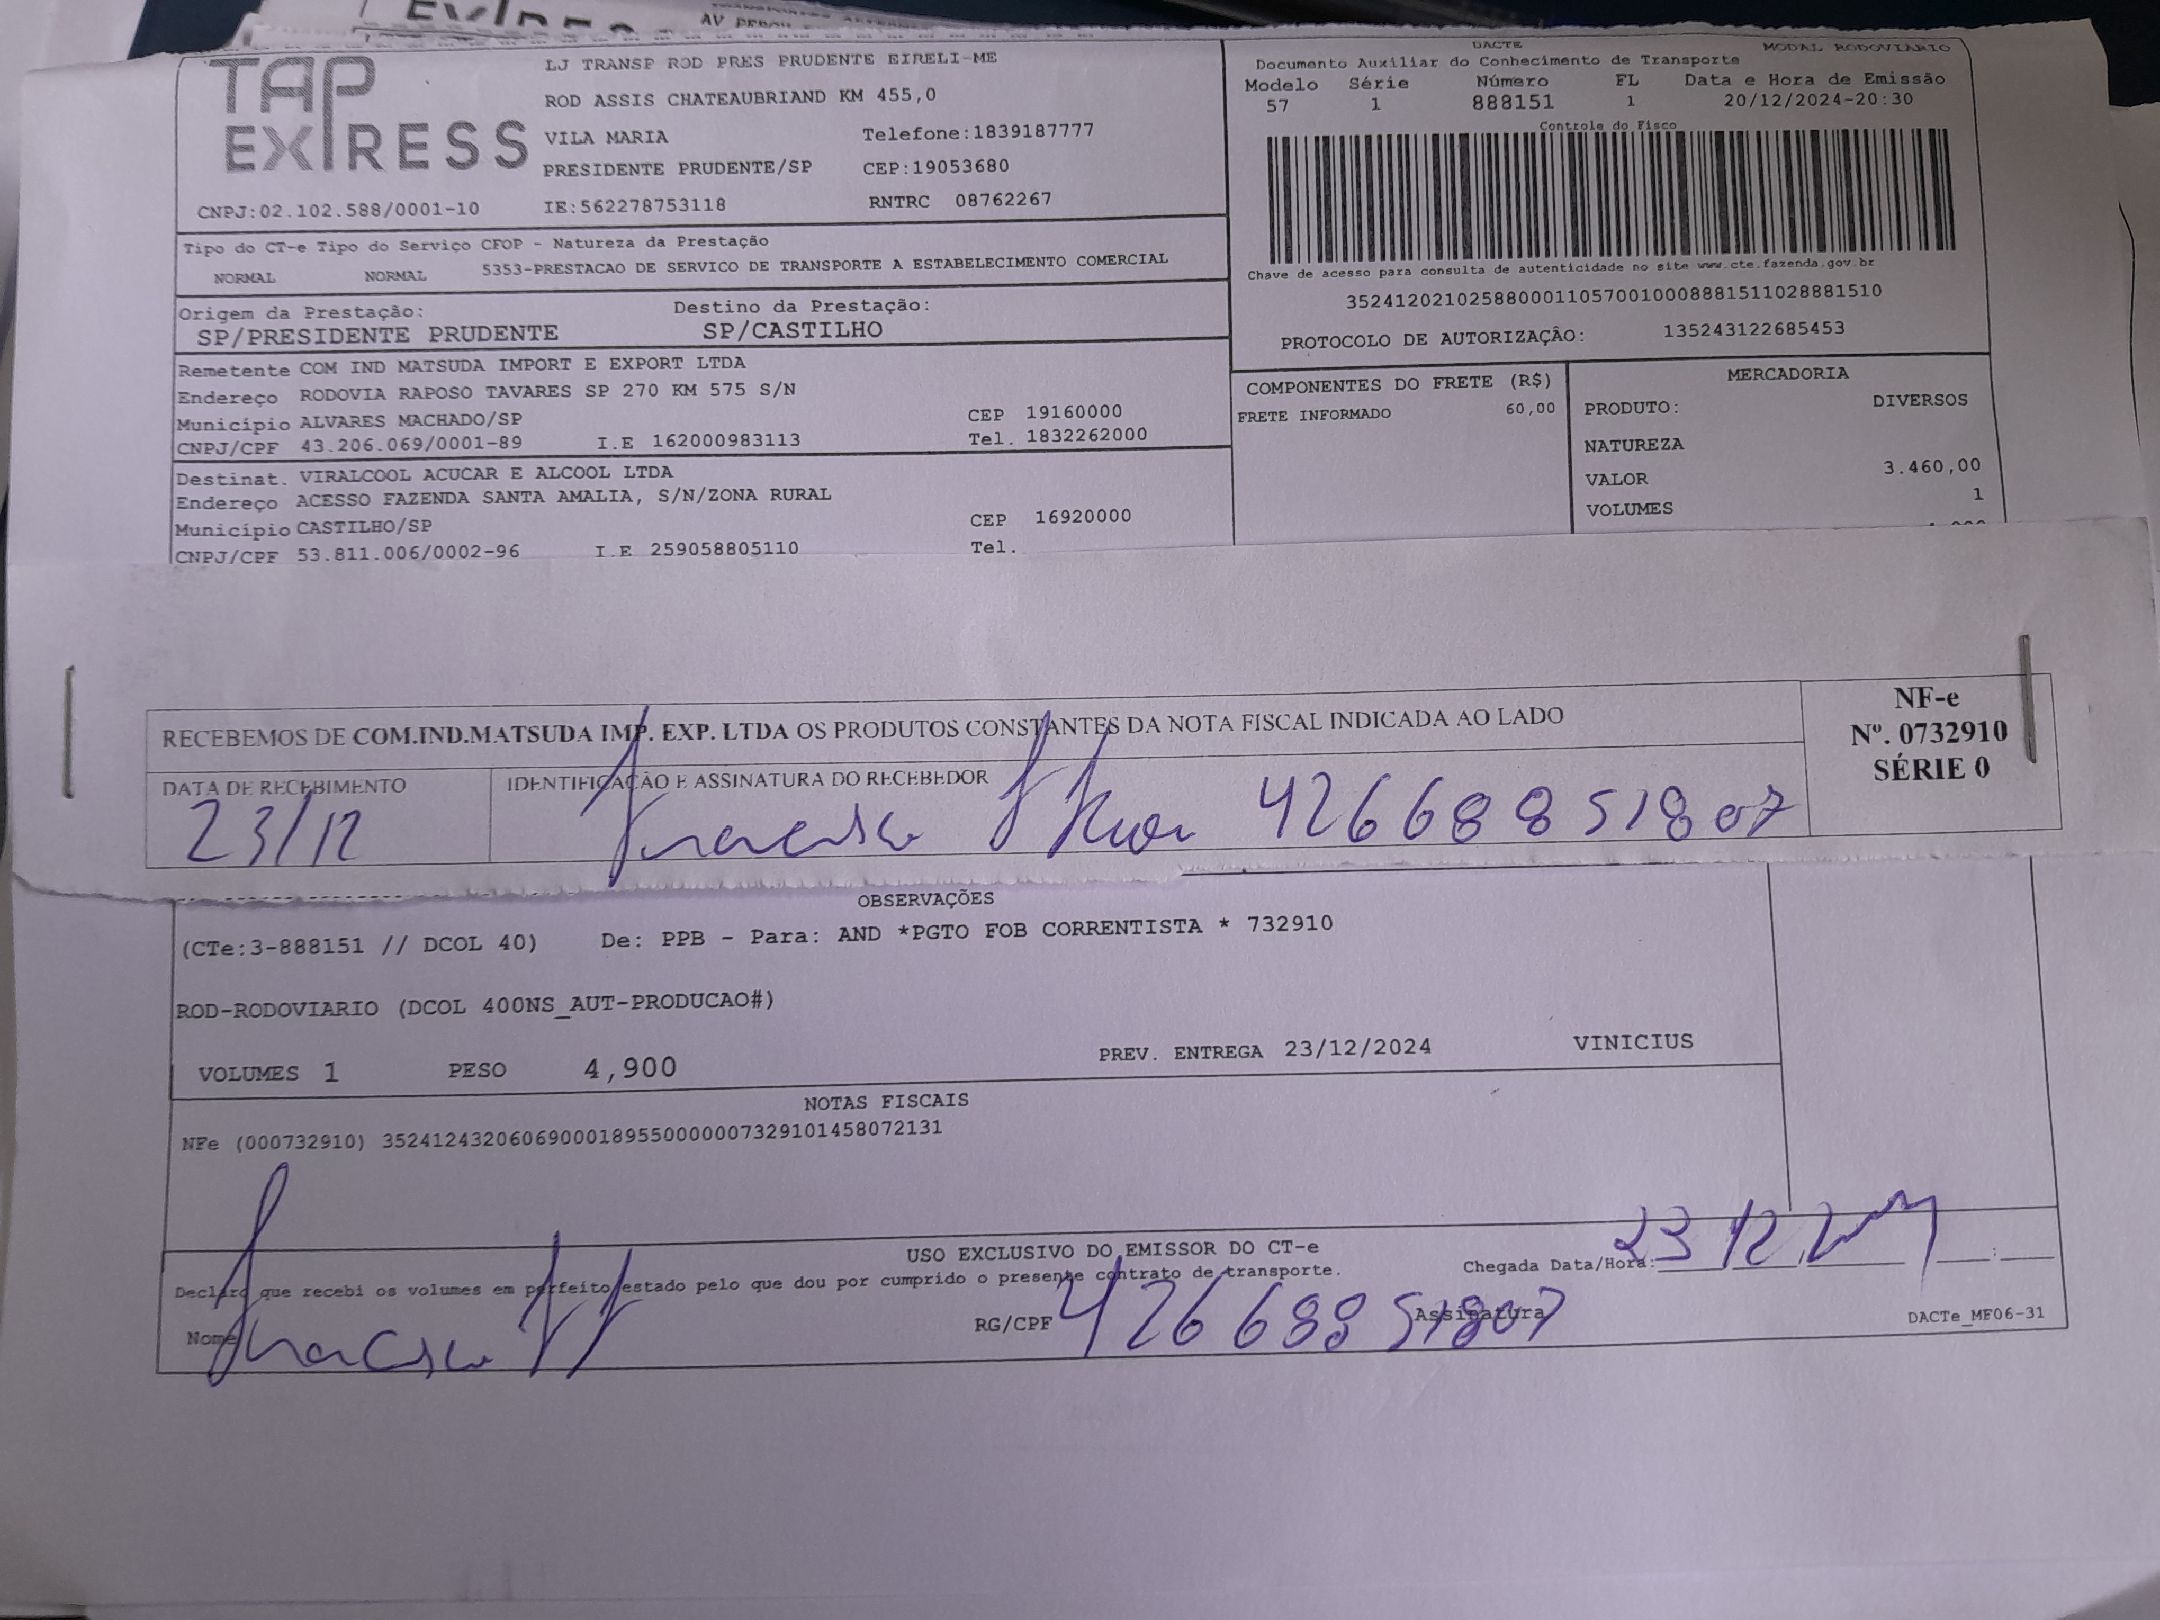 TAP EXPRESS
LJ TRANSP ROD PRES PRUDENTE EIRELI-ME
ROD ASSIS CHATEAUBRIAND KM 455,0
VILA MARIA Telefone:1839187777
PRESIDENTE PRUDENTE/SP CEP:19053680
CNPJ:02.102.588/0001-10 IE:562278753118 RNTRC 08762267
DACTE MODAL RODOVIÁRIO
Documento Auxiliar do Conhecimento de Transporte
Modelo Série Número FL Data e Hora de Emissão
57 1 888151 1 20/12/2024-20:30
Controle do Fisco
Chave de acesso para consulta de autenticidade no site www.cte.fazenda.gov.br
35241202102588000110570010008881511028881510
PROTOCOLO DE AUTORIZAÇÃO: 135243122685453
Tipo do CT-e Tipo do Serviço CFOP - Natureza da Prestação
NORMAL NORMAL 5353-PRESTACAO DE SERVICO DE TRANSPORTE A ESTABELECIMENTO COMERCIAL
Origem da Prestação: Destino da Prestação:
SP/PRESIDENTE PRUDENTE SP/CASTILHO
Remetente COM IND MATSUDA IMPORT E EXPORT LTDA
Endereço RODOVIA RAPOSO TAVARES SP 270 KM 575 S/N
Município ALVARES MACHADO/SP CEP 19160000
CNPJ/CPF 43.206.069/0001-89 I.E 162000983113 Tel. 1832262000
Destinat. VIRALCOOL ACUCAR E ALCOOL LTDA
Endereço ACESSO FAZENDA SANTA AMALIA, S/N/ZONA RURAL
Município CASTILHO/SP CEP 16920000
CNPJ/CPF 53.811.006/0002-96 I.E 259058805110 Tel.
COMPONENTES DO FRETE (R$)
FRETE INFORMADO 60,00
MERCADORIA
PRODUTO: DIVERSOS
NATUREZA
VALOR 3.460,00
VOLUMES 1
RECEBEMOS DE COM.IND.MATSUDA IMP. EXP. LTDA OS PRODUTOS CONSTANTES DA NOTA FISCAL INDICADA AO LADO
NF-e
Nº. 0732910
SÉRIE 0
DATA DE RECEBIMENTO IDENTIFICAÇÃO E ASSINATURA DO RECEBEDOR
23/12 Francisco 42668851807
OBSERVAÇÕES
(CTe:3-888151 // DCOL 40) De: PPB - Para: AND *PGTO FOB CORRENTISTA * 732910
ROD-RODOVIARIO (DCOL 400NS_AUT-PRODUCAO#)
VOLUMES 1 PESO 4,900 PREV. ENTREGA 23/12/2024 VINICIUS
NOTAS FISCAIS
NFe (000732910) 35241243206069000189550000007329101458072131
USO EXCLUSIVO DO EMISSOR DO CT-e
Chegada Data/Hora: 23 12 2024
Declaro que recebi os volumes em perfeito estado pelo que dou por cumprido o presente contrato de transporte.
Nome Francisco RG/CPF 42668851807 Assinatura
DACTe_MF06-31